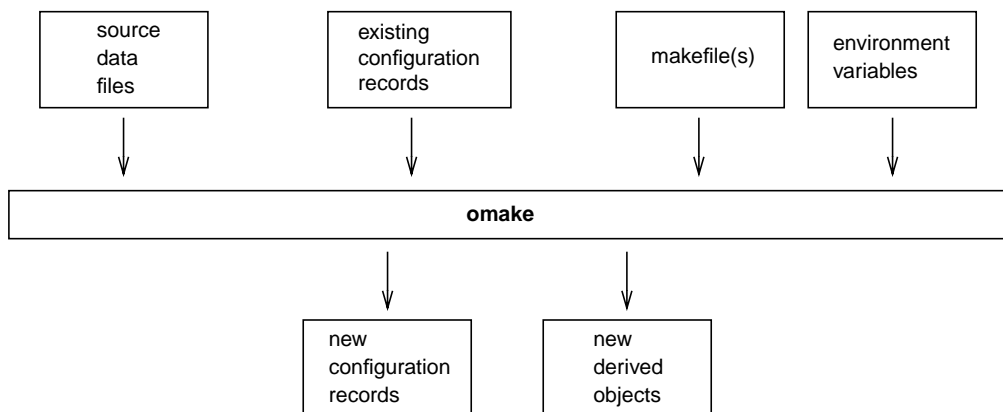 source
data
files
existing
configuration
records
makefile(s)
environment
variables
omake
new
configuration
records
new
derived
objects